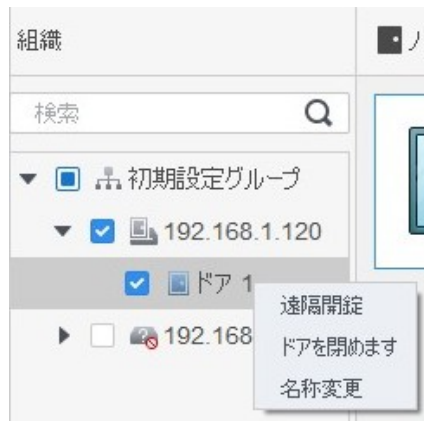 組織
検索
初期設定グループ
192.168.1.120
ドア 1
遠隔開錠
192.168
ドアを閉めます
名称変更